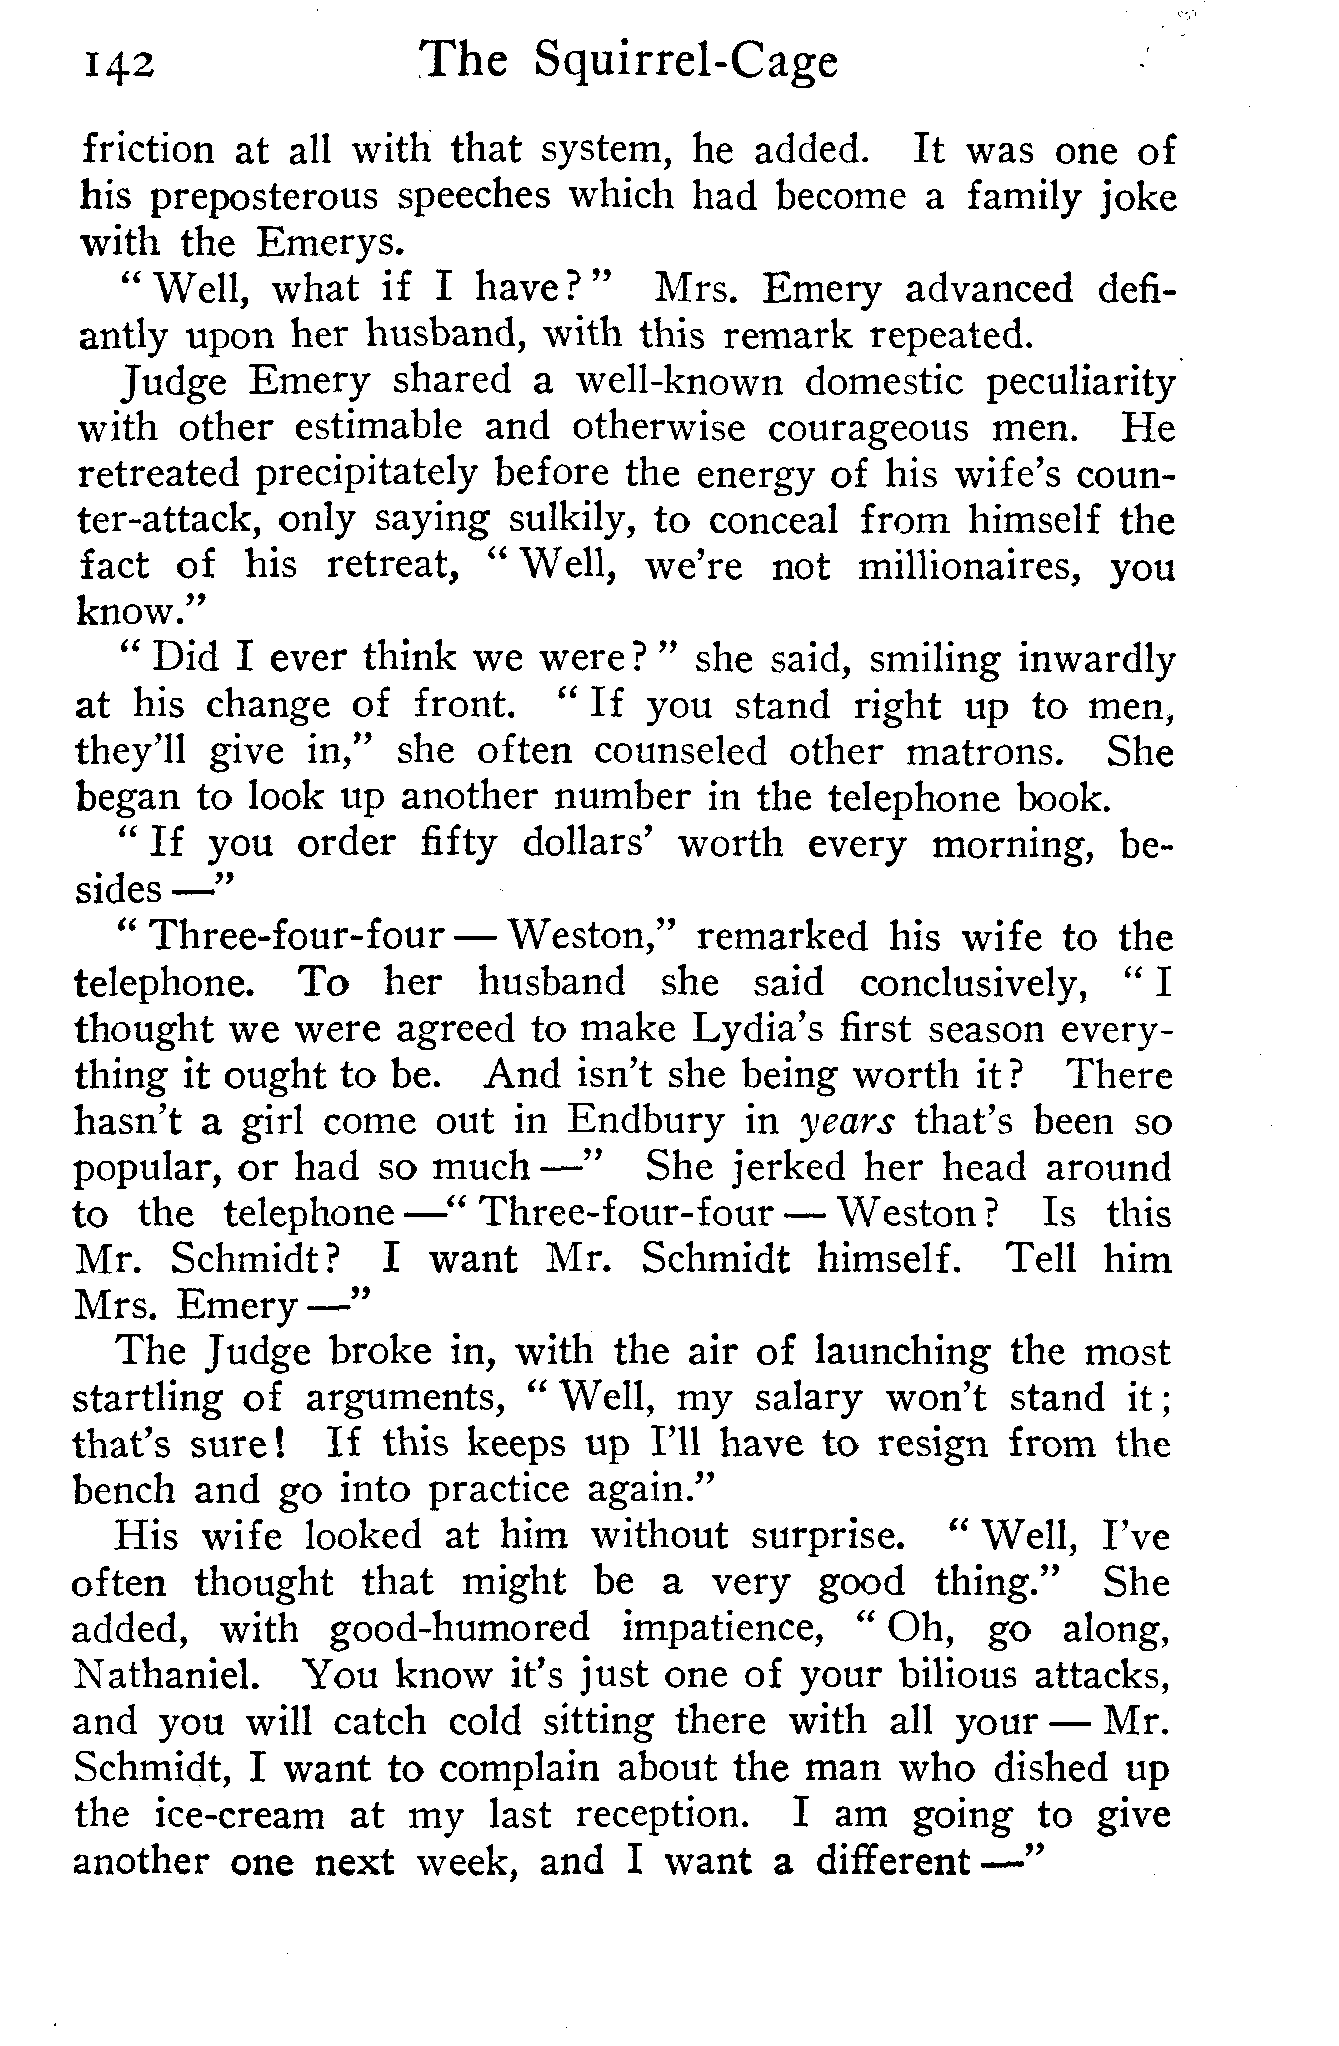 142 The Squirrel-Cage
friction at all with that system, he added. It was one of
his preposterous speeches which had become a family joke
with the Emerys.
" Well, what if I have? " Mrs. Emery advanced defi-
antly upon her husband, with this remark repeated.
Judge Emery shared a well-known domestic peculiarity
with other estimable and otherwise courageous men. He
retreated precipitately before the energy of his wife's coun-
ter-attack, only saying sulkily, to conceal from himself the
fact of his retreat, " Well, we're not millionaires, you
know."
" Did I ever think we were? " she said, smiling inwardly
at his change of front. " If you stand right up to men,
they'll give in," she often counseled other matrons. She
began to look up another number in the telephone book.
" If you order fifty dollars' worth every morning, be-
sides —"
" Three-four-four — Weston," remarked his wife to the
telephone. To her husband she said conclusively, " I
thought we were agreed to make Lydia's first season every-
thing it ought to be. And isn't she being worth it? There
hasn't a girl come out in Endbury in years that's been so
popular, or had so much —" She jerked her head around
to the telephone —" Three-four-four — Weston? Is this
Mr. Schmidt? I want Mr. Schmidt himself. Tell him
Mrs. Emery —"
The Judge broke in, with the air of launching the most
startling of arguments, " Well, my salary won't stand it;
that's sure! If this keeps up I'll have to resign from the
bench and go into practice again."
His wife looked at him without surprise. " Well, I've
often thought that might be a very good thing." She
added, with good-humored impatience, " Oh, go along,
Nathaniel. You know it's just one of your bilious attacks,
and you will catch cold sitting there with all your — Mr.
Schmidt, I want to complain about the man who dished up
the ice-cream at my last reception. I am going to give
another one next week, and I want a different —"